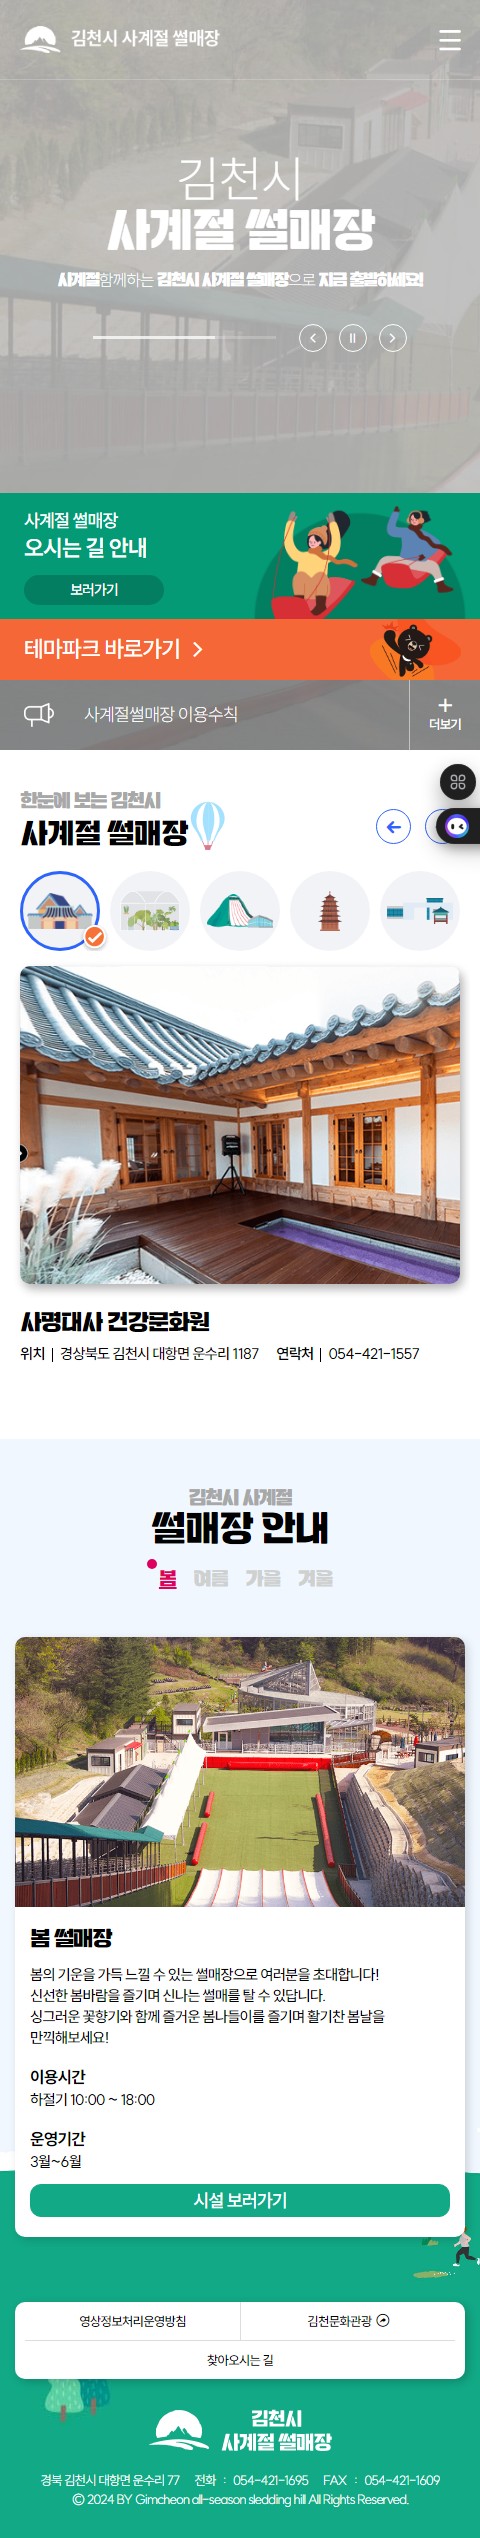 김천시 사계절 썰매장
김천시
사계절 썰매장
사계절함께하는 김천시 사계절 썰매장으로 지금 출발하세요!
사계절 썰매장
오시는 길 안내
보러가기
테마파크 바로가기
사계절썰매장 이용수칙
더보기
한눈에 보는 김천시
사계절 썰매장
사명대사 건강문화원
위치 | 경상북도 김천시 대항면 운수리 1187 연락처 | 054-421-1557
김천시 사계절
썰매장 안내
봄 여름 가을 겨울
봄 썰매장
봄의 기운을 가득 느낄 수 있는 썰매장으로 여러분을 초대합니다!
신선한 봄바람을 즐기며 신나는 썰매를 탈 수 있답니다.
싱그러운 꽃향기와 함께 즐거운 봄나들이를 즐기며 활기찬 봄날을
만끽해보세요!
이용시간
하절기 10:00 ~ 18:00
운영기간
3월~6월
시설 보러가기
영상정보처리운영방침
김천문화관광
찾아오시는 길
김천시
사계절 썰매장
경북 김천시 대항면 운수리 77 전화 : 054-421-1695 FAX : 054-421-1609
© 2024 BY Gimcheon all-season sledding hill All Rights Reserved.